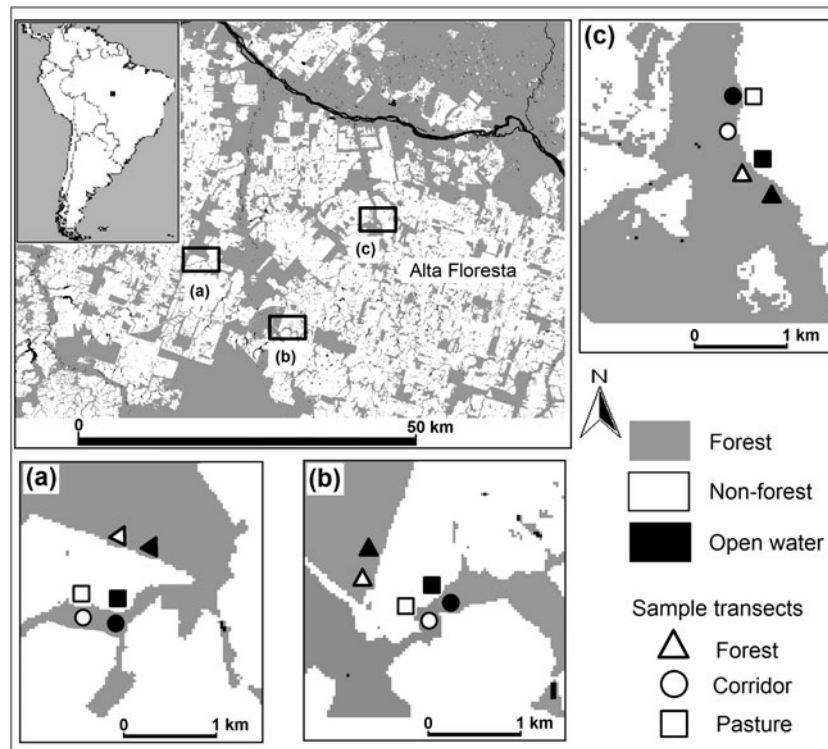 (c)
(a)
(c)
Alta Floresta
(b)
0 50 km
0 1 km
N
Forest
Non-forest
Open water
Sample transects
Forest
Corridor
Pasture
(a)
0 1 km
(b)
0 1 km